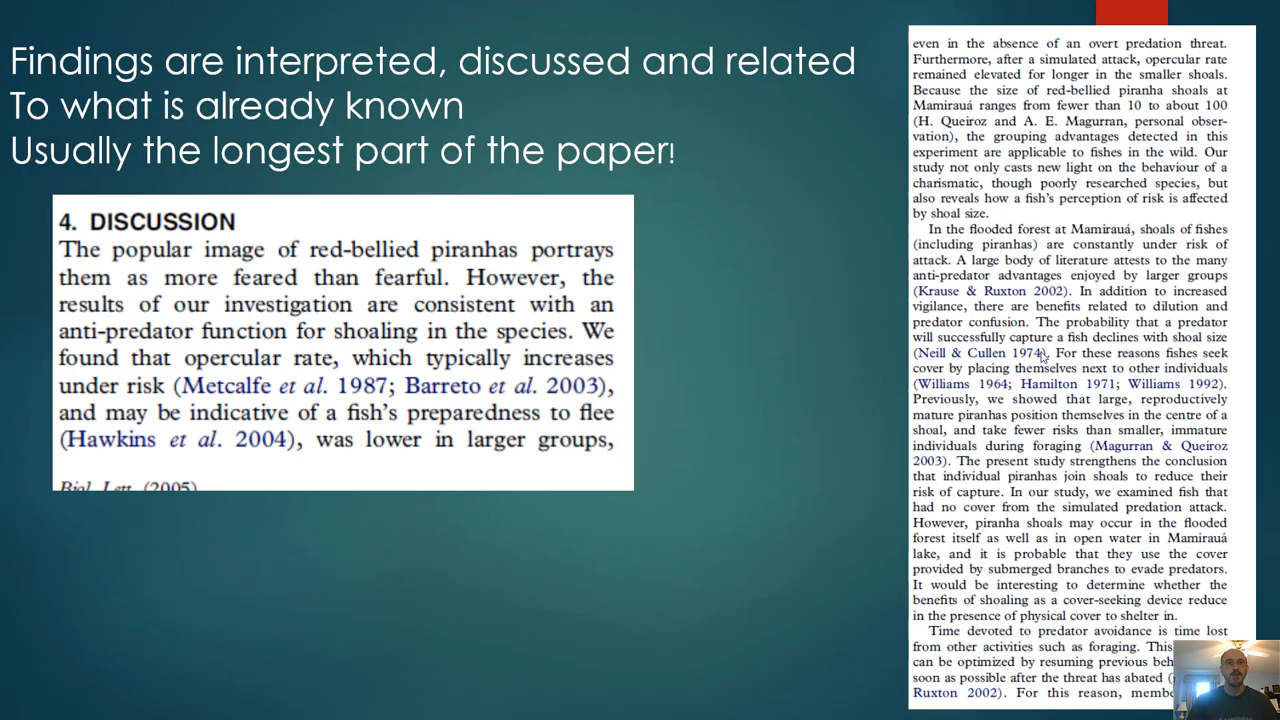 Findings are interpreted, discussed and related
To what is already known
Usually the longest part of the paper!
4. DISCUSSION
The popular image of red-bellied piranhas portrays
them as more feared than fearful. However, the
results of our investigation are consistent with an
anti-predator function for shoaling in the species. We
found that opercular rate, which typically increases
under risk (Metcalfe et al. 1987; Barreto et al. 2003),
and may be indicative of a fish's preparedness to flee
(Hawkins et al. 2004), was lower in larger groups,
Biol. Lett. (2005)
even in the absence of an overt predation threat.
Furthermore, after a simulated attack, opercular rate
remained elevated for longer in the smaller shoals.
Because the size of red-bellied piranha shoals at
Mamirauá ranges from fewer than 10 to about 100
(H. Queiroz and A. E. Magurran, personal obser-
vation), the grouping advantages detected in this
experiment are applicable to fishes in the wild. Our
study not only casts new light on the behaviour of a
charismatic, though poorly researched species, but
also reveals how a fish's perception of risk is affected
by shoal size.
In the flooded forest at Mamirauá, shoals of fishes
(including piranhas) are constantly under risk of
attack. A large body of literature attests to the many
anti-predator advantages enjoyed by larger groups
(Krause & Ruxton 2002). In addition to increased
vigilance, there are benefits related to dilution and
predator confusion. The probability that a predator
will successfully capture a fish declines with shoal size
(Neill & Cullen 1974). For these reasons fishes seek
cover by placing themselves next to other individuals
(Williams 1964; Hamilton 1971; Williams 1992).
Previously, we showed that large, reproductively
mature piranhas position themselves in the centre of a
shoal, and take fewer risks than smaller, immature
individuals during foraging (Magurran & Queiroz
2003). The present study strengthens the conclusion
that individual piranhas join shoals to reduce their
risk of capture. In our study, we examined fish that
had no cover from the simulated predation attack.
However, piranha shoals may occur in the flooded
forest itself as well as in open water in Mamirauá
lake, and it is probable that they use the cover
provided by submerged branches to evade predators.
It would be interesting to determine whether the
benefits of shoaling as a cover-seeking device reduce
in the presence of physical cover to shelter in.
Time devoted to predator avoidance is time lost
from other activities such as foraging. This
can be optimized by resuming previous beh
soon as possible after the threat has abated (
Ruxton 2002). For this reason, membe